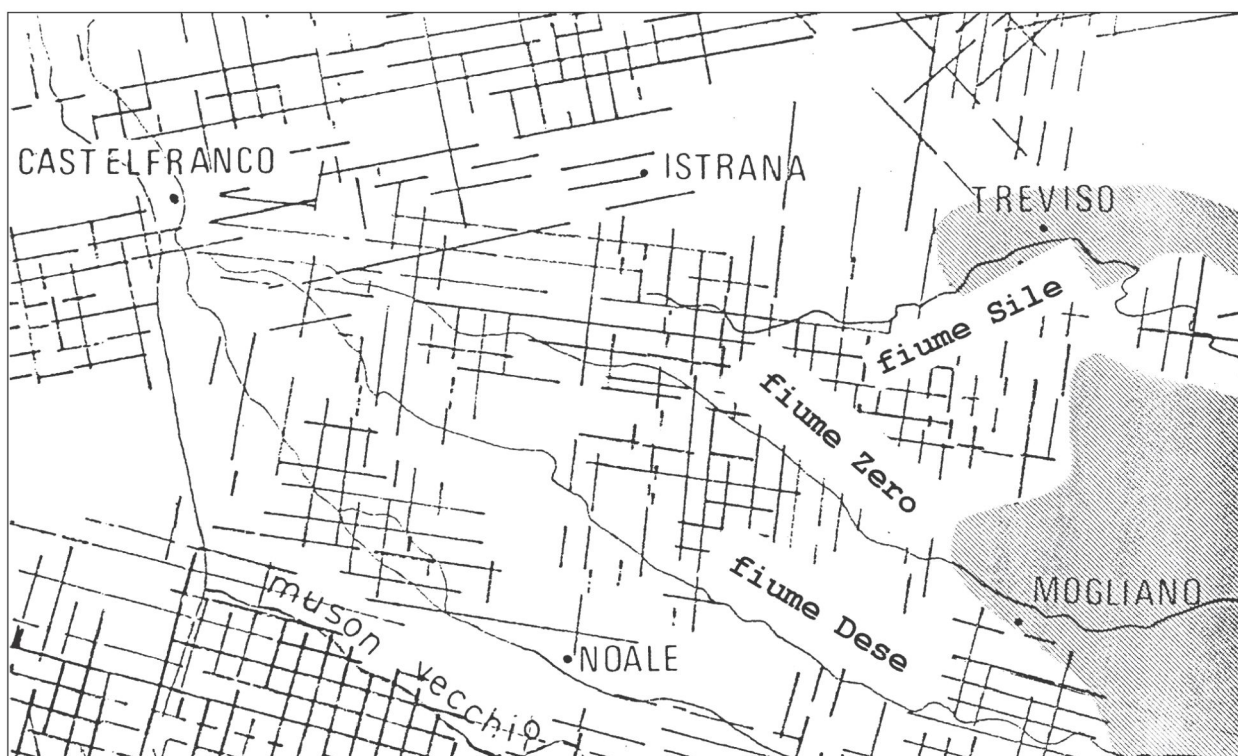 CASTELFRANCO
ISTRANA
TREVISO
fiume Sile
fiume Zero
fiume Dese
MOGLIANO
muson vecchio
NOALE